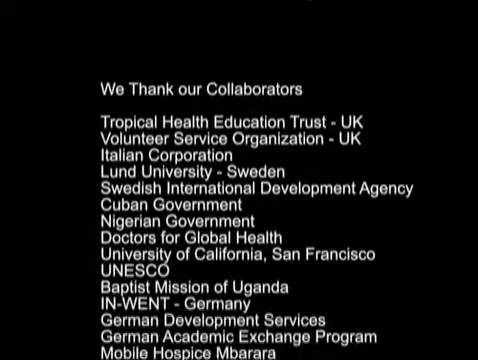 We Thank our Collaborators
Tropical Health Education Trust - UK
Volunteer Service Organization - UK
Italian Corporation
Lund University - Sweden
Swedish International Development Agency
Cuban Government
Nigerian Government
Doctors for Global Health
University of California, San Francisco
UNESCO
Baptist Mission of Uganda
IN-WENT - Germany
German Development Services
German Academic Exchange Program
Mobile Hospice Mbarara